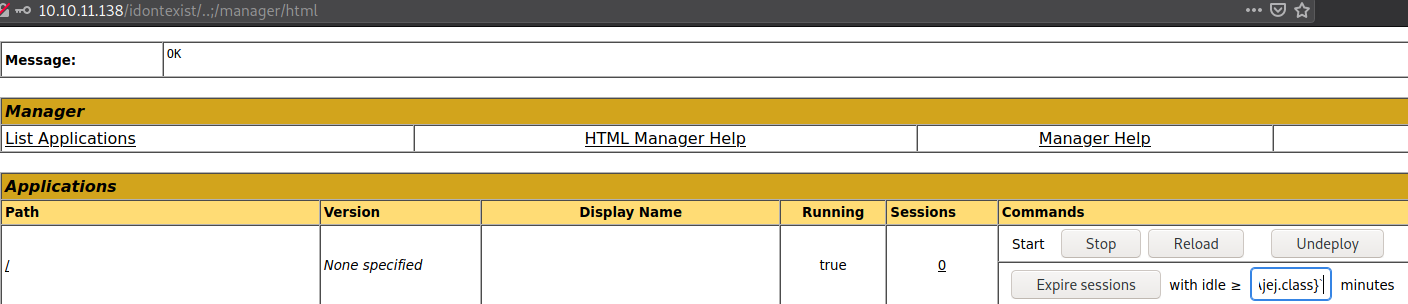 10.10.11.138/idontexist/..;/manager/html
Message: OK
Manager
List Applications HTML Manager Help Manager Help
Applications
Path Version Display Name Running Sessions Commands
/ None specified true 0 Start Stop Reload Undeploy
Expire sessions with idle ≥ jej.class}` minutes